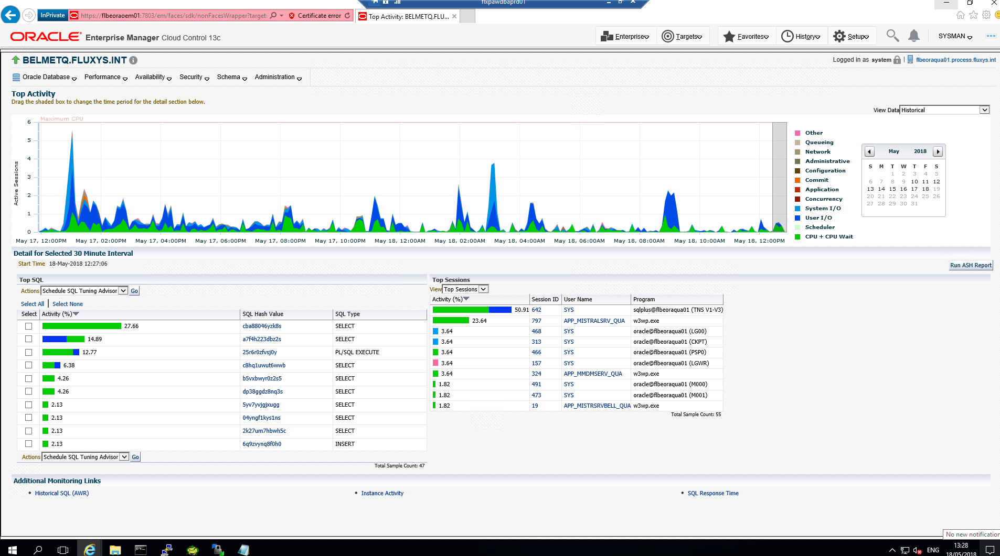 flxpawdbaprd01
InPrivate
https://flbeoraoem01:7803/em/faces/sdk/nonFacesWrapper?target:
Certificate error
Top Activity: BELMETQ.FLU...
ORACLE Enterprise Manager Cloud Control 13c
Enterprise
Targets
Favorites
History
Setup
SYSMAN
BELMETQ.FLUXYS.INT
Logged in as system
flbeoraqua01.process.fluxys.int
Oracle Database
Performance
Availability
Security
Schema
Administration
Top Activity
Drag the shaded box to change the time period for the detail section below.
View Data Historical
Maximum CPU
6
5
4
3
2
1
0
Active Sessions
May 17, 12:00PM
May 17, 02:00PM
May 17, 04:00PM
May 17, 06:00PM
May 17, 08:00PM
May 17, 10:00PM
May 18, 12:00AM
May 18, 02:00AM
May 18, 04:00AM
May 18, 06:00AM
May 18, 08:00AM
May 18, 10:00AM
May 18, 12:00PM
Other
Queueing
Network
Administrative
Configuration
Commit
Application
Concurrency
System I/O
User I/O
Scheduler
CPU + CPU Wait
May 2018
S M T W T F S
1 2 3 4 5
6 7 8 9 10 11 12
13 14 15 16 17 18 19
20 21 22 23 24 25 26
27 28 29 30 31
Detail for Selected 30 Minute Interval
Start Time 18-May-2018 12:27:06
Run ASH Report
Top SQL
Actions Schedule SQL Tuning Advisor Go
Select All | Select None
Select Activity (%) SQL Hash Value SQL Type
27.66 cba88046yzk8s SELECT
14.89 a7f4h223dbz2s SELECT
12.77 25r6r0zfvsj0y PL/SQL EXECUTE
6.38 c8hq1uwut6wwb SELECT
4.26 b5vxbwyr0z2s5 SELECT
4.26 dp38ggdz8nq3s SELECT
2.13 5yv7yvjgjxugg SELECT
2.13 04yngf1kys1ns SELECT
2.13 2k27um7hbwh5c SELECT
2.13 6q9zvynq8f0h0 INSERT
Actions Schedule SQL Tuning Advisor Go
Total Sample Count: 47
Top Sessions
View Top Sessions
Activity (%) Session ID User Name Program
50.91 642 SYS sqlplus@flbeoraqua01 (TNS V1-V3)
23.64 797 APP_MISTRALSRV_QUA w3wp.exe
3.64 468 SYS oracle@flbeoraqua01 (LG00)
3.64 313 SYS oracle@flbeoraqua01 (CKPT)
3.64 466 SYS oracle@flbeoraqua01 (PSP0)
3.64 157 SYS oracle@flbeoraqua01 (LGWR)
3.64 324 APP_MMDMSERV_QUA w3wp.exe
1.82 491 SYS oracle@flbeoraqua01 (M000)
1.82 473 SYS oracle@flbeoraqua01 (M001)
1.82 19 APP_MISTRSRVBELL_QUA w3wp.exe
Total Sample Count: 55
Additional Monitoring Links
• Historical SQL (AWR)
• Instance Activity
• SQL Response Time
No new notification
ENG
13:28
18/05/2018